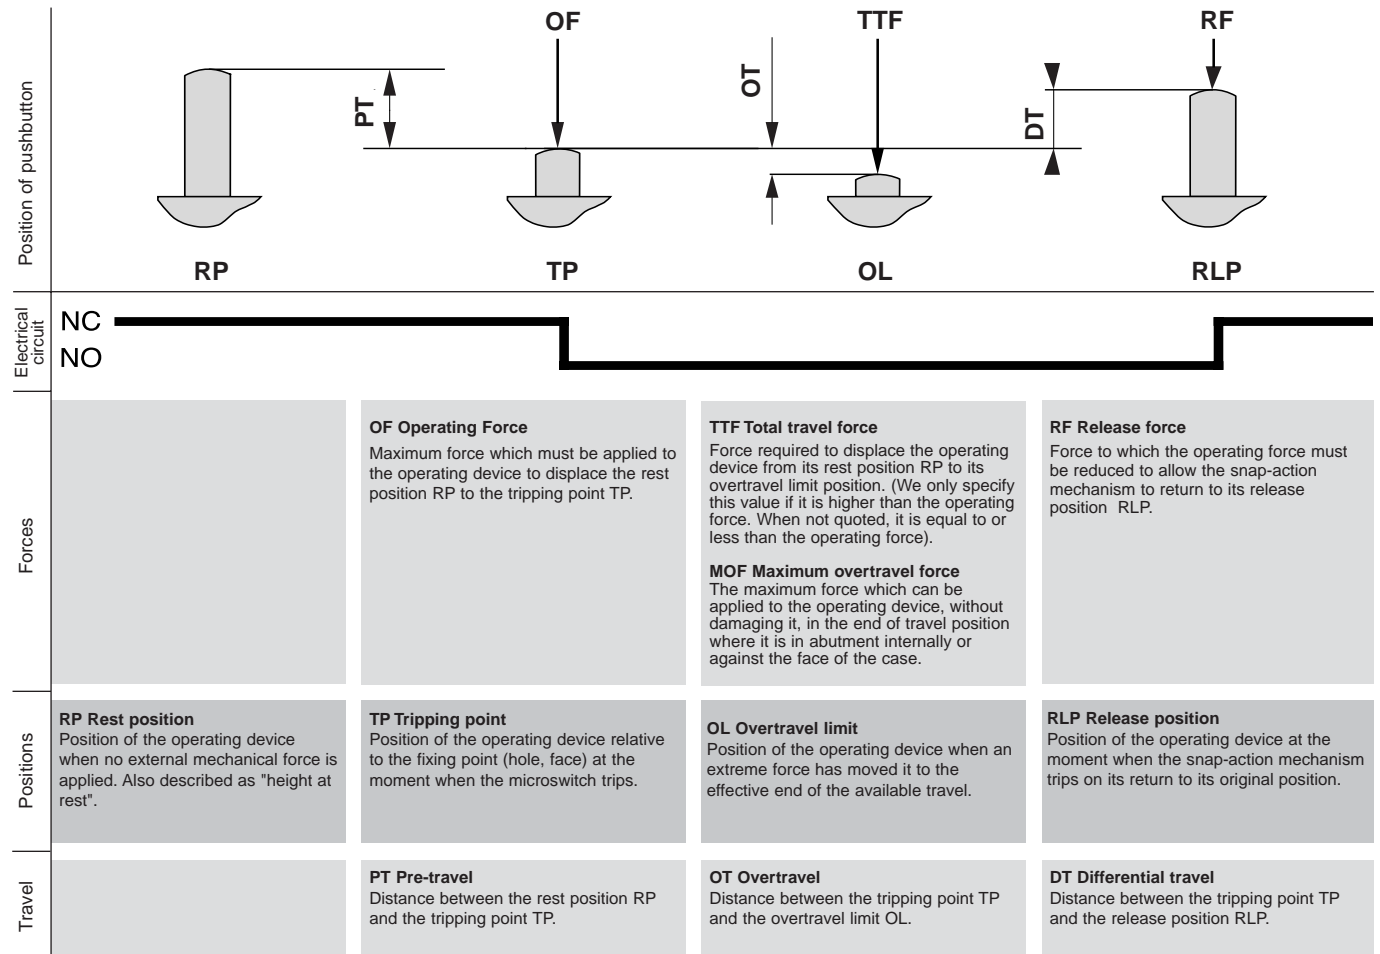 OF
TTF
RF
PT
OT
DT
Position of pushbutton
RP
TP
OL
RLP
Electrical
circuit
NC
NO
Forces
OF Operating Force
Maximum force which must be applied to
the operating device to displace the rest
position RP to the tripping point TP.
TTF Total travel force
Force required to displace the operating
device from its rest position RP to its
overtravel limit position. (We only specify
this value if it is higher than the operating
force. When not quoted, it is equal to or
less than the operating force).
MOF Maximum overtravel force
The maximum force which can be
applied to the operating device, without
damaging it, in the end of travel position
where it is in abutment internally or
against the face of the case.
RF Release force
Force to which the operating force must
be reduced to allow the snap-action
mechanism to return to its release
position RLP.
Positions
RP Rest position
Position of the operating device
when no external mechanical force is
applied. Also described as "height at
rest".
TP Tripping point
Position of the operating device relative
to the fixing point (hole, face) at the
moment when the microswitch trips.
OL Overtravel limit
Position of the operating device when an
extreme force has moved it to the
effective end of the available travel.
RLP Release position
Position of the operating device at the
moment when the snap-action mechanism
trips on its return to its original position.
Travel
PT Pre-travel
Distance between the rest position RP
and the tripping point TP.
OT Overtravel
Distance between the tripping point TP
and the overtravel limit OL.
DT Differential travel
Distance between the tripping point TP
and the release position RLP.